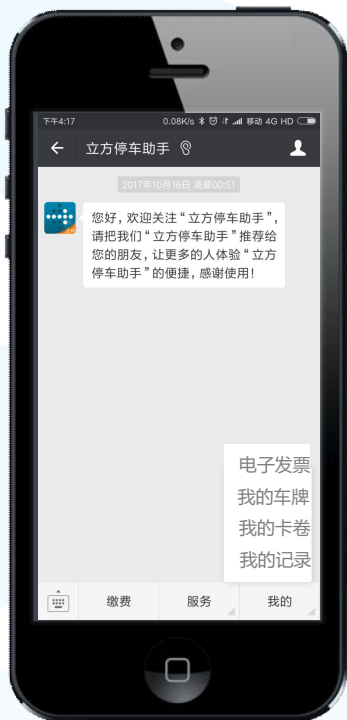 下午4:17
0.08K/s 移动 4G HD
立方停车助手
2017年10月16日 凌晨00:51
您好，欢迎关注“立方停车助手”，
请把我们“立方停车助手”推荐给
您的朋友，让更多的人体验“立方
停车助手”的便捷，感谢使用！
电子发票
我的车牌
我的卡卷
我的记录
缴费
服务
我的